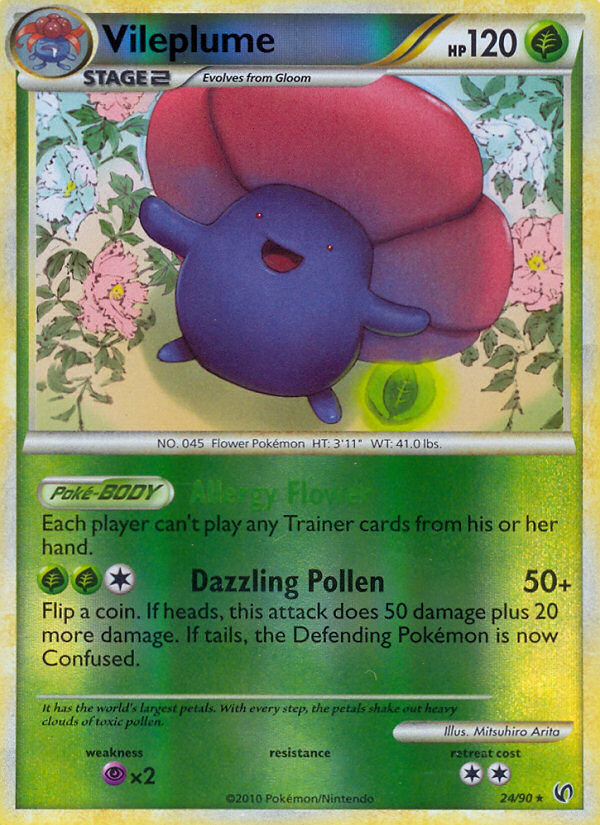 Vileplume
HP 120
STAGE 2
Evolves from Gloom
NO. 045 Flower Pokémon HT: 3'11" WT: 41.0 lbs.
Poké-BODY Allergy Flower
Each player can't play any Trainer cards from his or her
hand.
Dazzling Pollen 50+
Flip a coin. If heads, this attack does 50 damage plus 20
more damage. If tails, the Defending Pokémon is now
Confused.
It has the world's largest petals. With every step, the petals shake out heavy
clouds of toxic pollen.
Illus. Mitsuhiro Arita
weakness resistance retreat cost
×2
©2010 Pokémon/Nintendo 24/90 ★